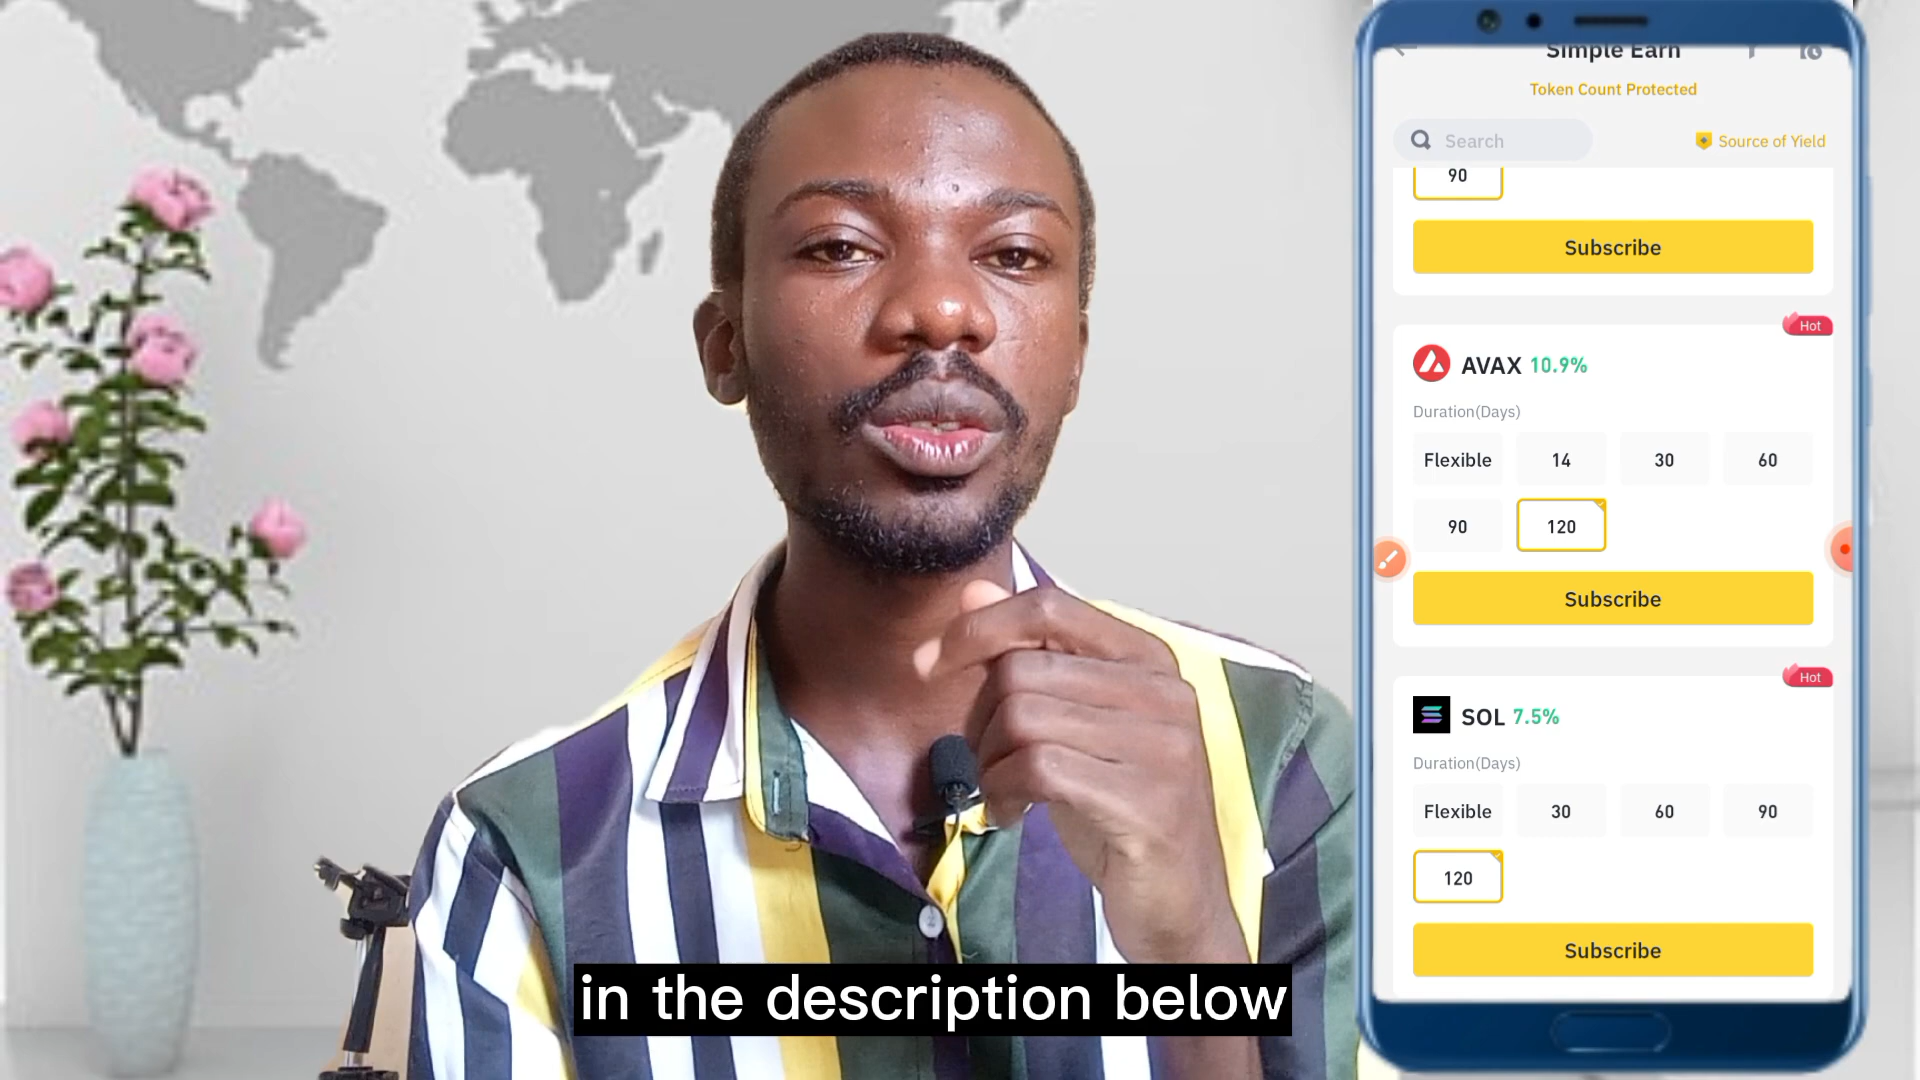 Simple Earn
Token Count Protected
Search
Source of Yield
90
Subscribe
Hot
AVAX 10.9%
Duration(Days)
Flexible 14 30 60
90 120
Subscribe
Hot
SOL 7.5%
Duration(Days)
Flexible 30 60 90
120
Subscribe
in the description below